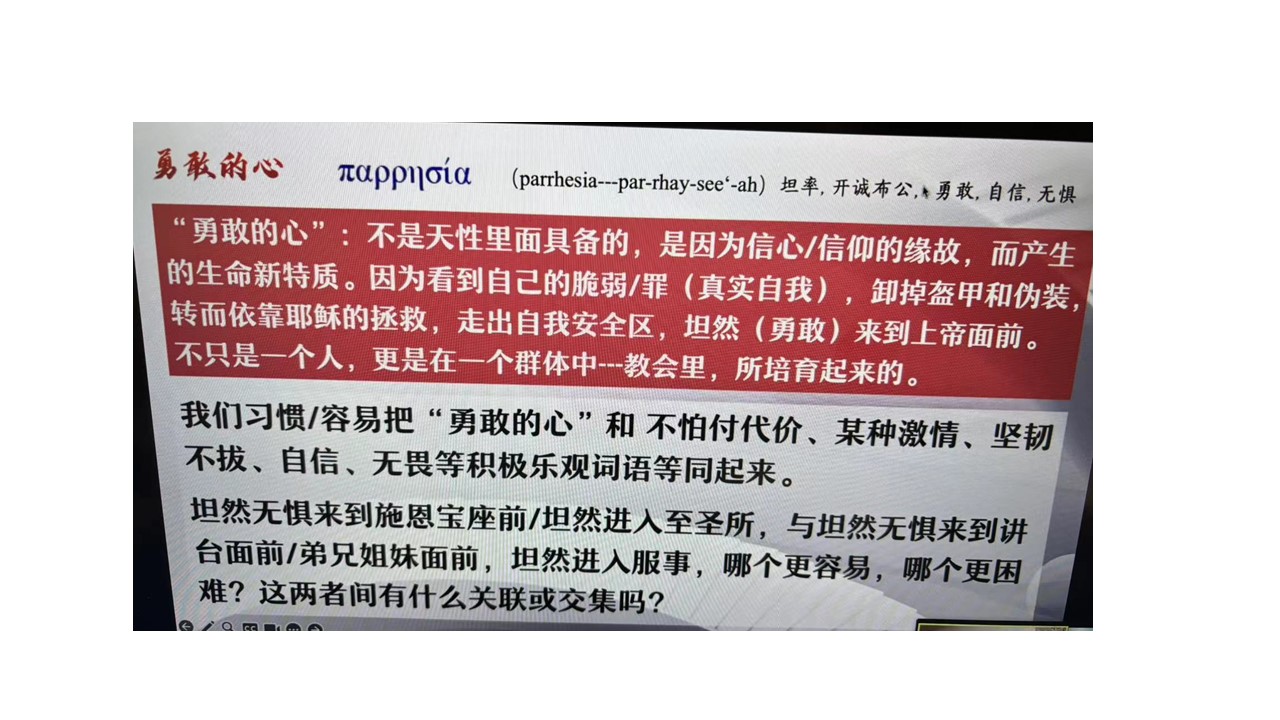 勇敢的心 παρρησία （parrhesia---par-rhay-see‘-ah）坦率, 开诚布公, 勇敢, 自信, 无惧
“勇敢的心”：不是天性里面具备的，是因为信心/信仰的缘故，而产生
的生命新特质。因为看到自己的脆弱/罪（真实自我），卸掉盔甲和伪装，
转而依靠耶稣的拯救，走出自我安全区，坦然（勇敢）来到上帝面前。
不只是一个人，更是在一个群体中---教会里，所培育起来的。
我们习惯/容易把“勇敢的心”和 不怕付代价、某种激情、坚韧
不拔、自信、无畏等积极乐观词语等同起来。
坦然无惧来到施恩宝座前/坦然进入至圣所，与坦然无惧来到讲
台面前/弟兄姐妹面前，坦然进入服事，哪个更容易，哪个更困
难？这两者间有什么关联或交集吗？